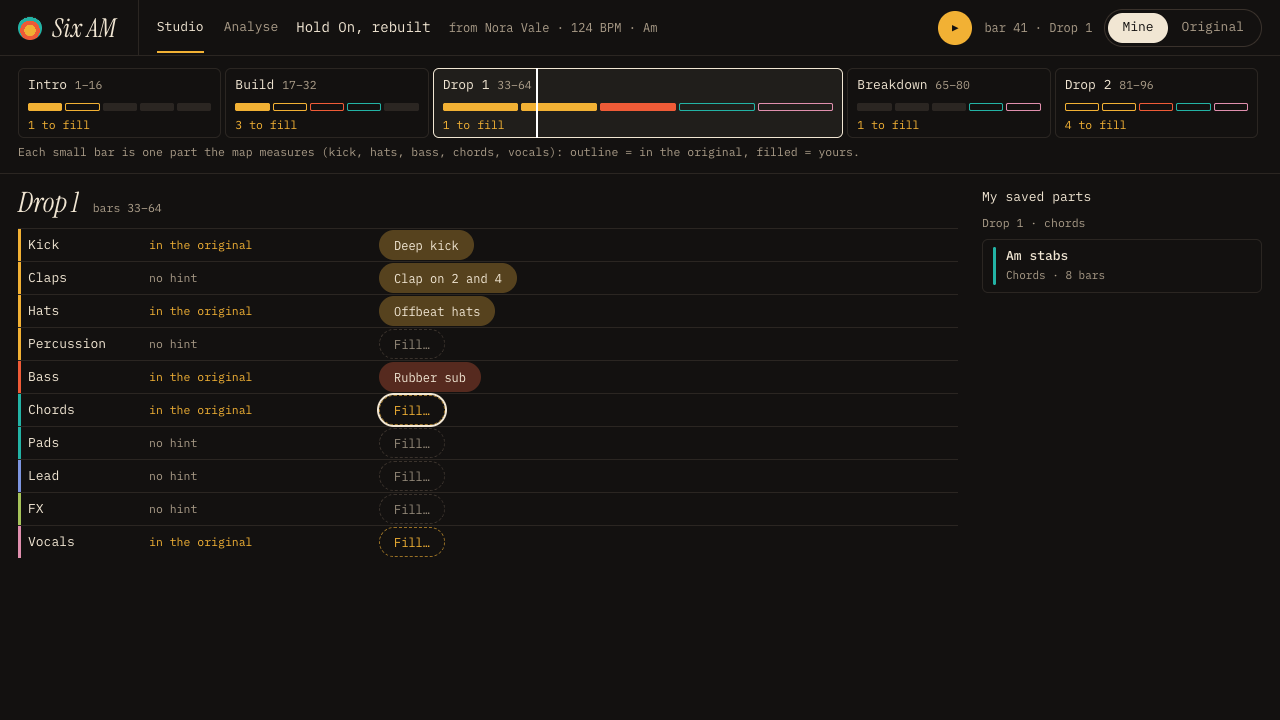 Six AM
Studio Analyse Hold On, rebuilt from Nora Vale · 124 BPM · Am
bar 41 · Drop 1 Mine Original
Intro 1–16
1 to fill
Build 17–32
3 to fill
Drop 1 33–64
1 to fill
Breakdown 65–80
1 to fill
Drop 2 81–96
4 to fill
Each small bar is one part the map measures (kick, hats, bass, chords, vocals): outline = in the original, filled = yours.
Drop 1 bars 33–64
Kick in the original Deep kick
Claps no hint Clap on 2 and 4
Hats in the original Offbeat hats
Percussion no hint Fill…
Bass in the original Rubber sub
Chords in the original Fill…
Pads no hint Fill…
Lead no hint Fill…
FX no hint Fill…
Vocals in the original Fill…
My saved parts
Drop 1 · chords
Am stabs
Chords · 8 bars